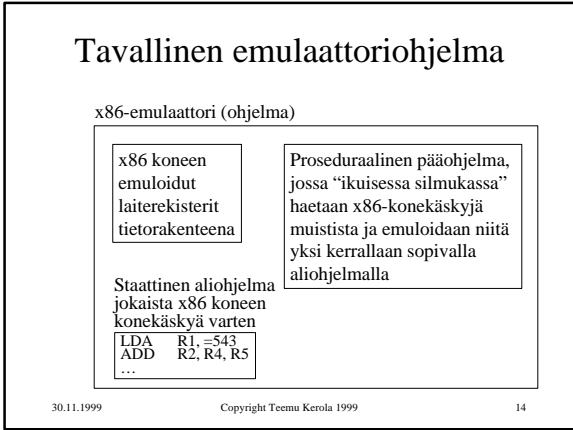 Tavallinen emulaattoriohjelma
x86-emulaattori (ohjelma)
x86 koneen
emuloidut
laiterekisterit
tietorakenteena
Proseduraalinen pääohjelma,
jossa “ikuisessa silmukassa”
haetaan x86-konekäskyjä
muistista ja emuloidaan niitä
yksi kerrallaan sopivalla
aliohjelmalla
Staattinen aliohjelma
jokaista x86 koneen
konekäskyä varten
LDA R1, =543
ADD R2, R4, R5
…
30.11.1999 Copyright Teemu Kerola 1999 14